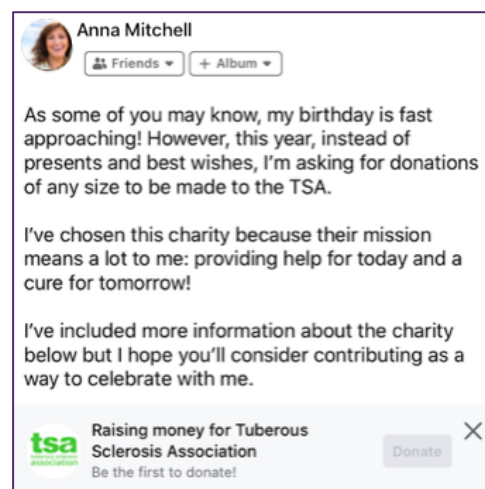 Anna Mitchell
Friends
+ Album
As some of you may know, my birthday is fast
approaching! However, this year, instead of
presents and best wishes, I'm asking for donations
of any size to be made to the TSA.
I've chosen this charity because their mission
means a lot to me: providing help for today and a
cure for tomorrow!
I've included more information about the charity
below but I hope you'll consider contributing as a
way to celebrate with me.
tsa
tuberous sclerosis
association
Raising money for Tuberous
Sclerosis Association
Be the first to donate!
Donate